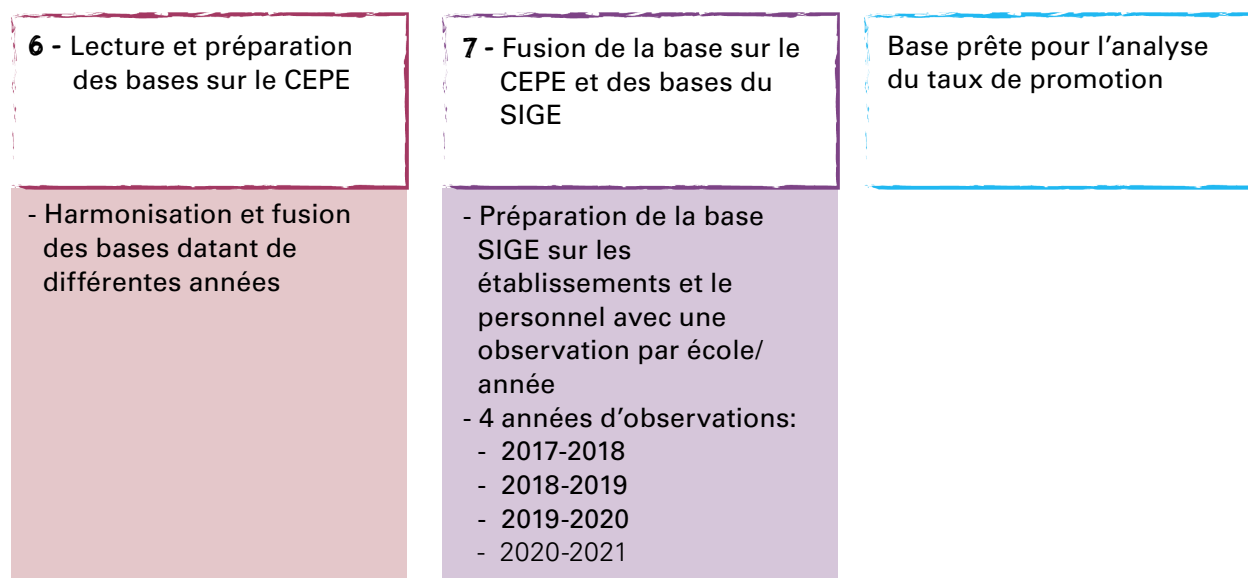 6 - Lecture et préparation
des bases sur le CEPE
- Harmonisation et fusion
des bases datant de
différentes années
7 - Fusion de la base sur le
CEPE et des bases du
SIGE
- Préparation de la base
SIGE sur les
établissements et le
personnel avec une
observation par école/
année
- 4 années d'observations:
- 2017-2018
- 2018-2019
- 2019-2020
- 2020-2021
Base prête pour l'analyse
du taux de promotion